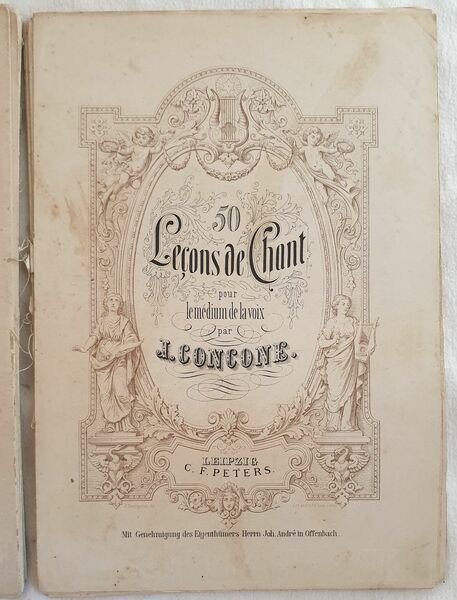 50
Leçons de Chant
pour
le médium de la voix
par
J. CONCONE.
LEIPZIG
C. F. PETERS.
Mit Genehmigung des Eigenthümers Herrn Joh. André in Offenbach.